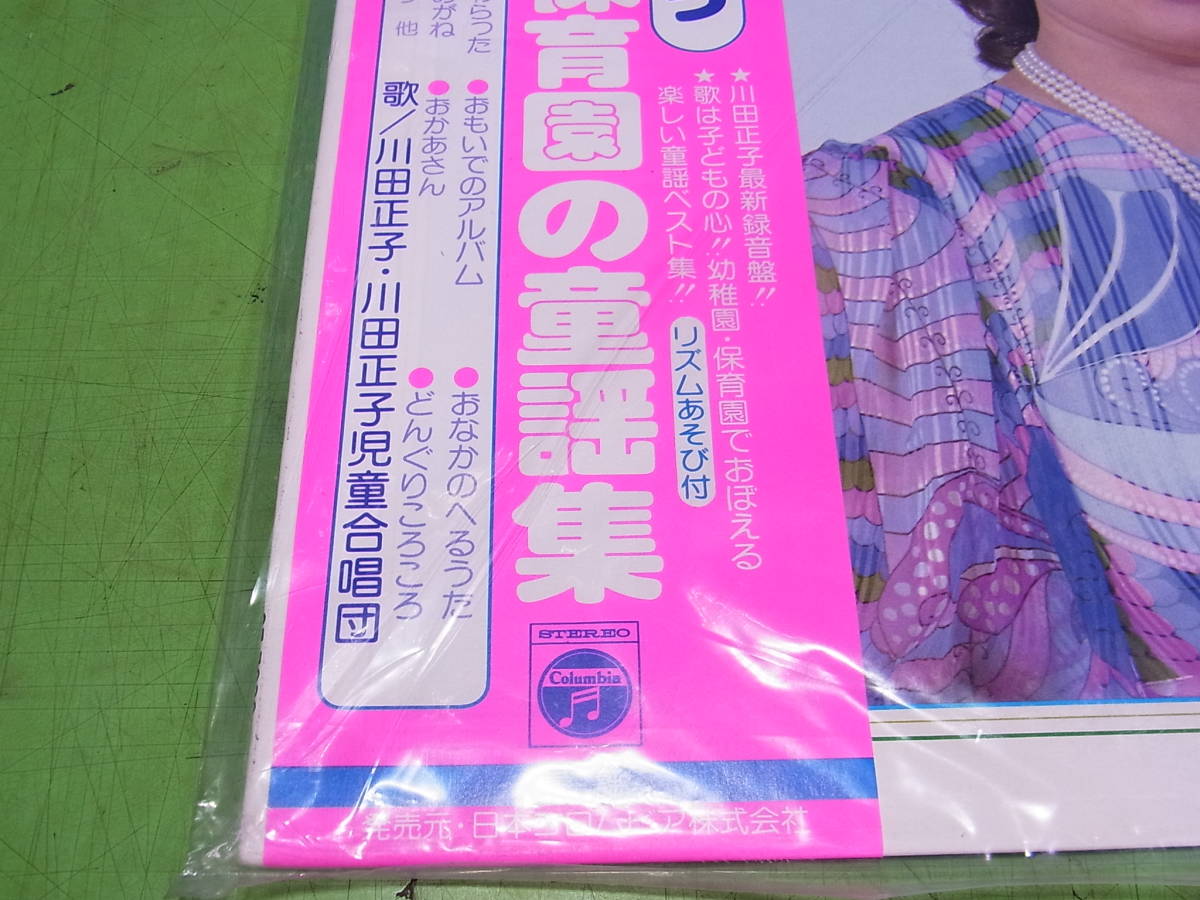 つ
★川田正子最新録音盤!!
★歌は子どもの心!!幼稚園・保育園でおぼえる
楽しい童謡ベスト集!!
リズムあそび付
保育園の童謡集
●おもいでのアルバム
●おなかのへるうた
●おかあさん
●どんぐりころころ
他
歌/川田正子・川田正子児童合唱団
STEREO
Columbia
発売元・日本コロムビア株式会社